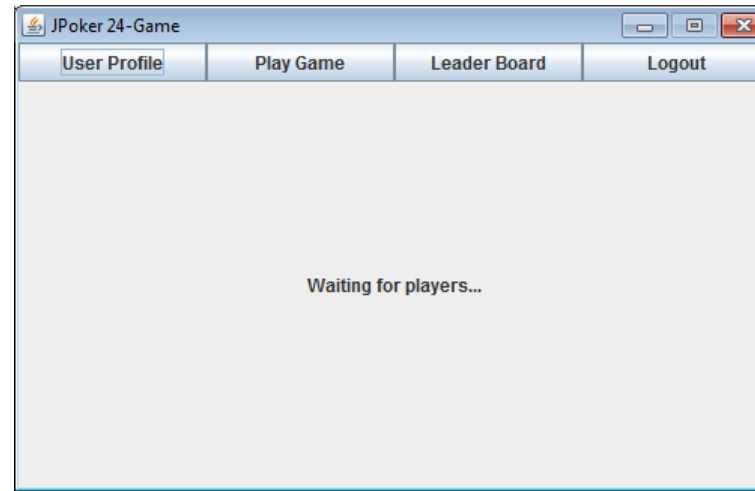 JPoker 24-Game
User Profile Play Game Leader Board Logout
Waiting for players...